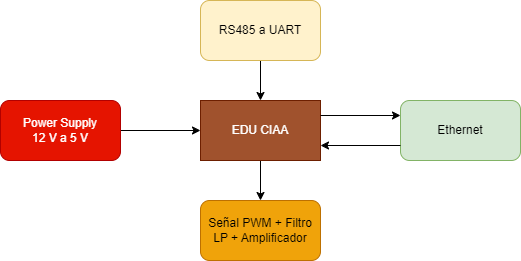 RS485 a UART
Power Supply
12 V a 5 V
EDU CIAA
Ethernet
Señal PWM + Filtro
LP + Amplificador